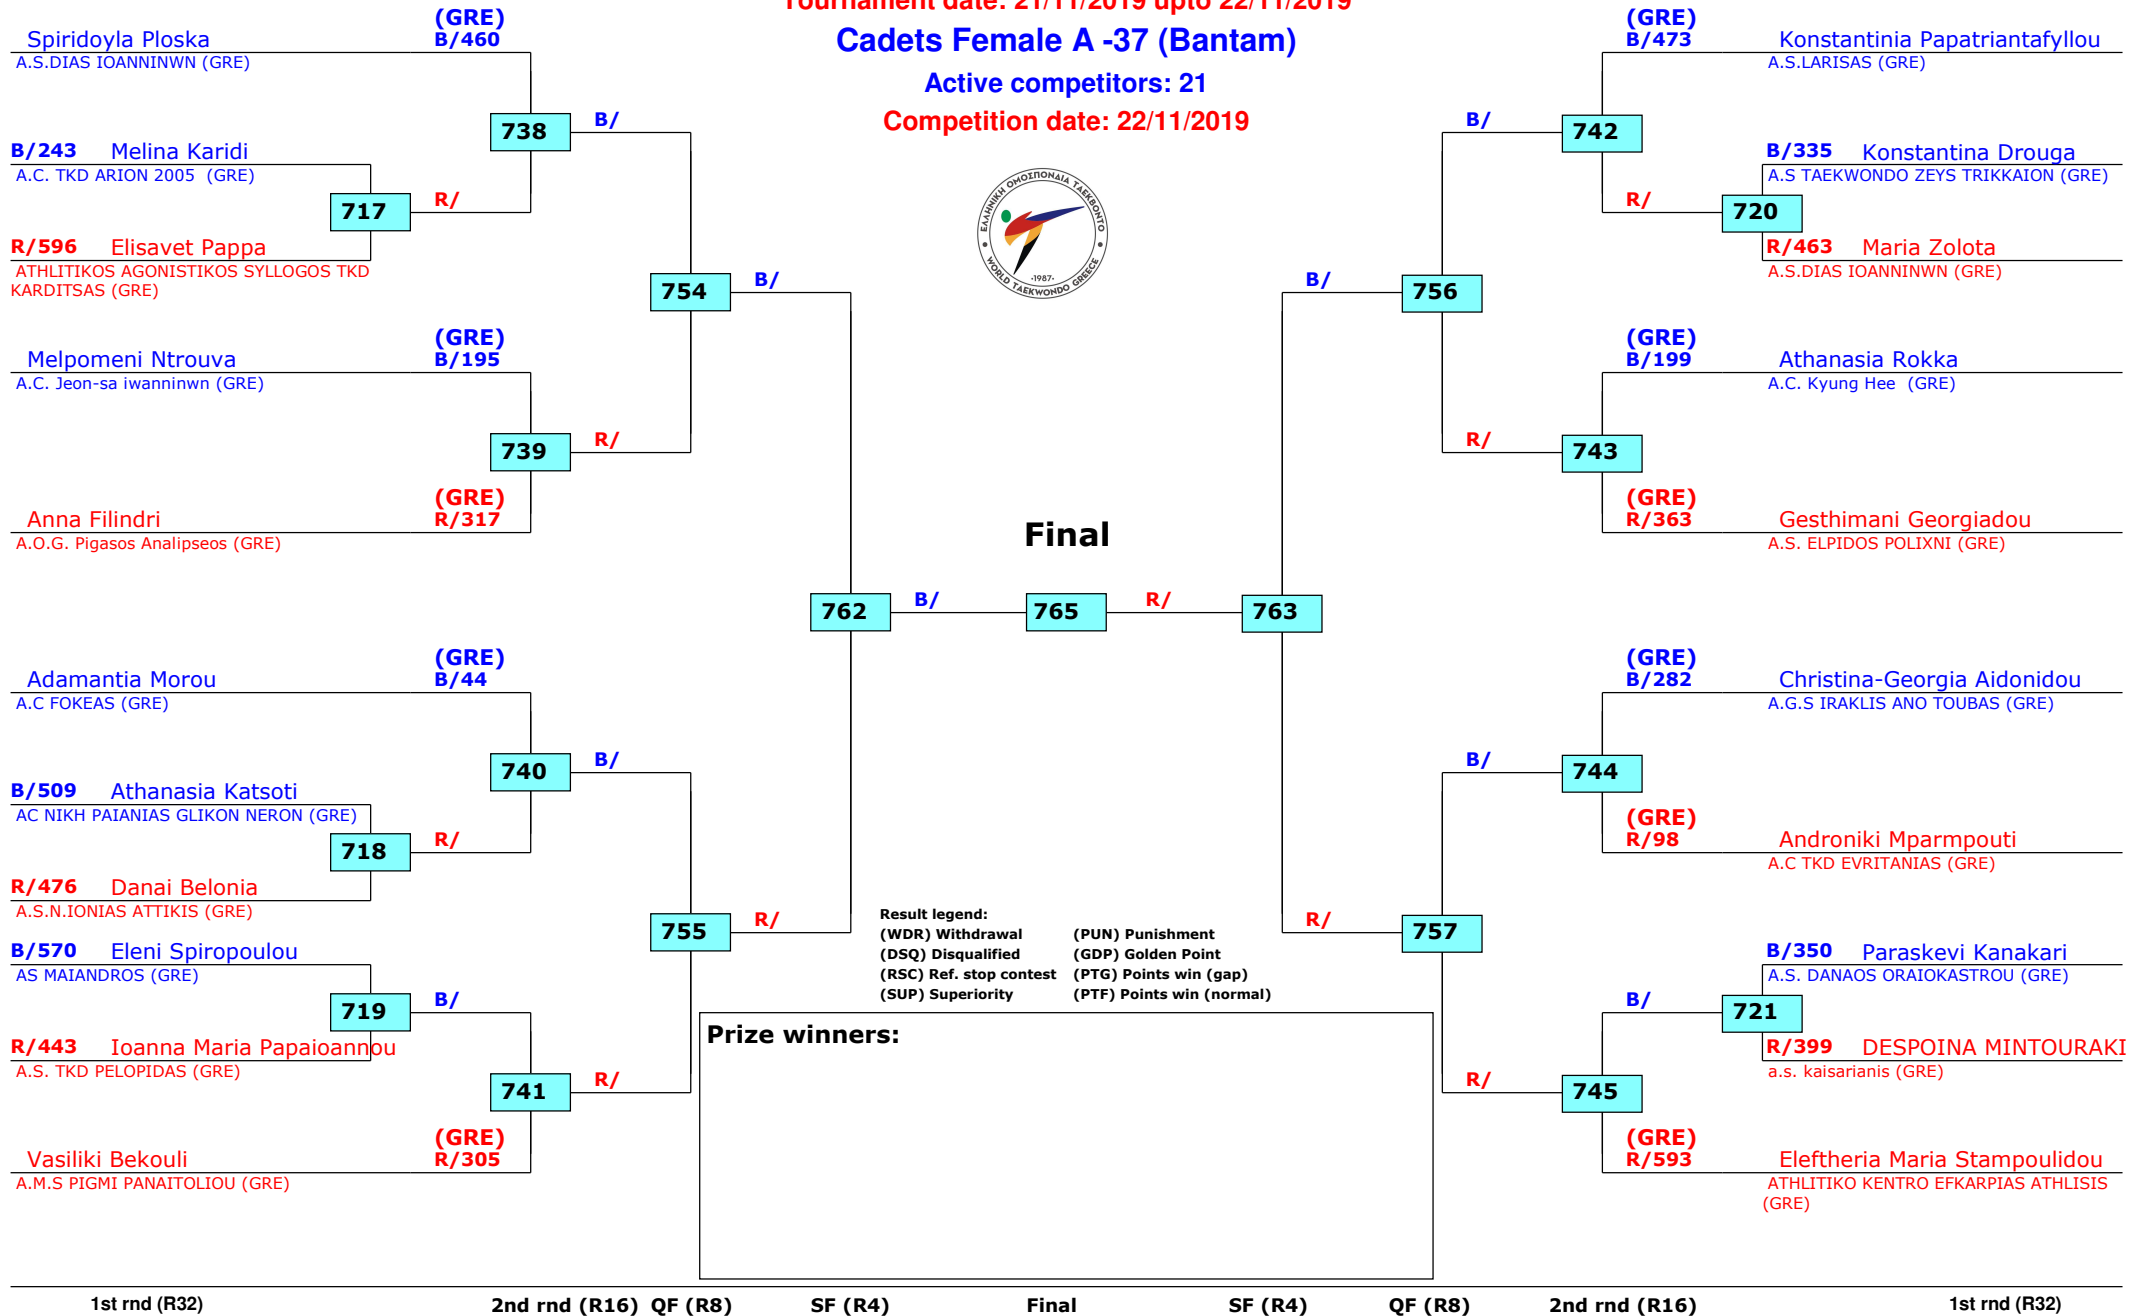 Tournament date: 21/11/2019 upto 22/11/2019
Cadets Female A -37 (Bantam)
Active competitors: 21
Competition date: 22/11/2019
ΕΛΛΗΝΙΚΗ ΟΜΟΣΠΟΝΔΙΑ ΤΑΕΚΒΟΝΤΟ
·1987·
WORLD TAEKWONDO GREECE
(GRE)
Spiridoyla Ploska B/460
A.S.DIAS IOANNINWN (GRE)
738 B/
B/243 Melina Karidi
A.C. TKD ARION 2005 (GRE)
717 R/
R/596 Elisavet Pappa
ATHLITIKOS AGONISTIKOS SYLLOGOS TKD
KARDITSAS (GRE)
754 B/
(GRE)
Melpomeni Ntrouva B/195
A.C. Jeon-sa iwanninwn (GRE)
739 R/
(GRE)
Anna Filindri R/317
A.O.G. Pigasos Analipseos (GRE)
762 B/
(GRE)
Adamantia Morou B/44
A.C FOKEAS (GRE)
740 B/
B/509 Athanasia Katsoti
AC NIKH PAIANIAS GLIKON NERON (GRE)
718 R/
R/476 Danai Belonia
A.S.N.IONIAS ATTIKIS (GRE)
755 R/
B/570 Eleni Spiropoulou
AS MAIANDROS (GRE)
719 B/
R/443 Ioanna Maria Papaioannou
A.S. TKD PELOPIDAS (GRE)
741 R/
(GRE)
Vasiliki Bekouli R/305
A.M.S PIGMI PANAITOLIOU (GRE)
Final
765
(GRE)
B/473 Konstantinia Papatriantafyllou
A.S.LARISAS (GRE)
B/ 742
B/335 Konstantina Drouga
A.S TAEKWONDO ZEYS TRIKKAION (GRE)
R/ 720
R/463 Maria Zolota
A.S.DIAS IOANNINWN (GRE)
B/ 756
(GRE)
B/199 Athanasia Rokka
A.C. Kyung Hee (GRE)
R/ 743
(GRE)
R/363 Gesthimani Georgiadou
A.S. ELPIDOS POLIXNI (GRE)
R/ 763
(GRE)
B/282 Christina-Georgia Aidonidou
A.G.S IRAKLIS ANO TOUBAS (GRE)
B/ 744
(GRE)
R/98 Androniki Mparmpouti
A.C TKD EVRITANIAS (GRE)
R/ 757
B/350 Paraskevi Kanakari
A.S. DANAOS ORAIOKASTROU (GRE)
B/ 721
R/399 DESPOINA MINTOURAKI
a.s. kaisarianis (GRE)
R/ 745
(GRE)
R/593 Eleftheria Maria Stampoulidou
ATHLITIKO KENTRO EFKARPIAS ATHLISIS
(GRE)
Result legend:
(WDR) Withdrawal (PUN) Punishment
(DSQ) Disqualified (GDP) Golden Point
(RSC) Ref. stop contest (PTG) Points win (gap)
(SUP) Superiority (PTF) Points win (normal)
Prize winners:
1st rnd (R32) 2nd rnd (R16) QF (R8) SF (R4) Final SF (R4) QF (R8) 2nd rnd (R16) 1st rnd (R32)